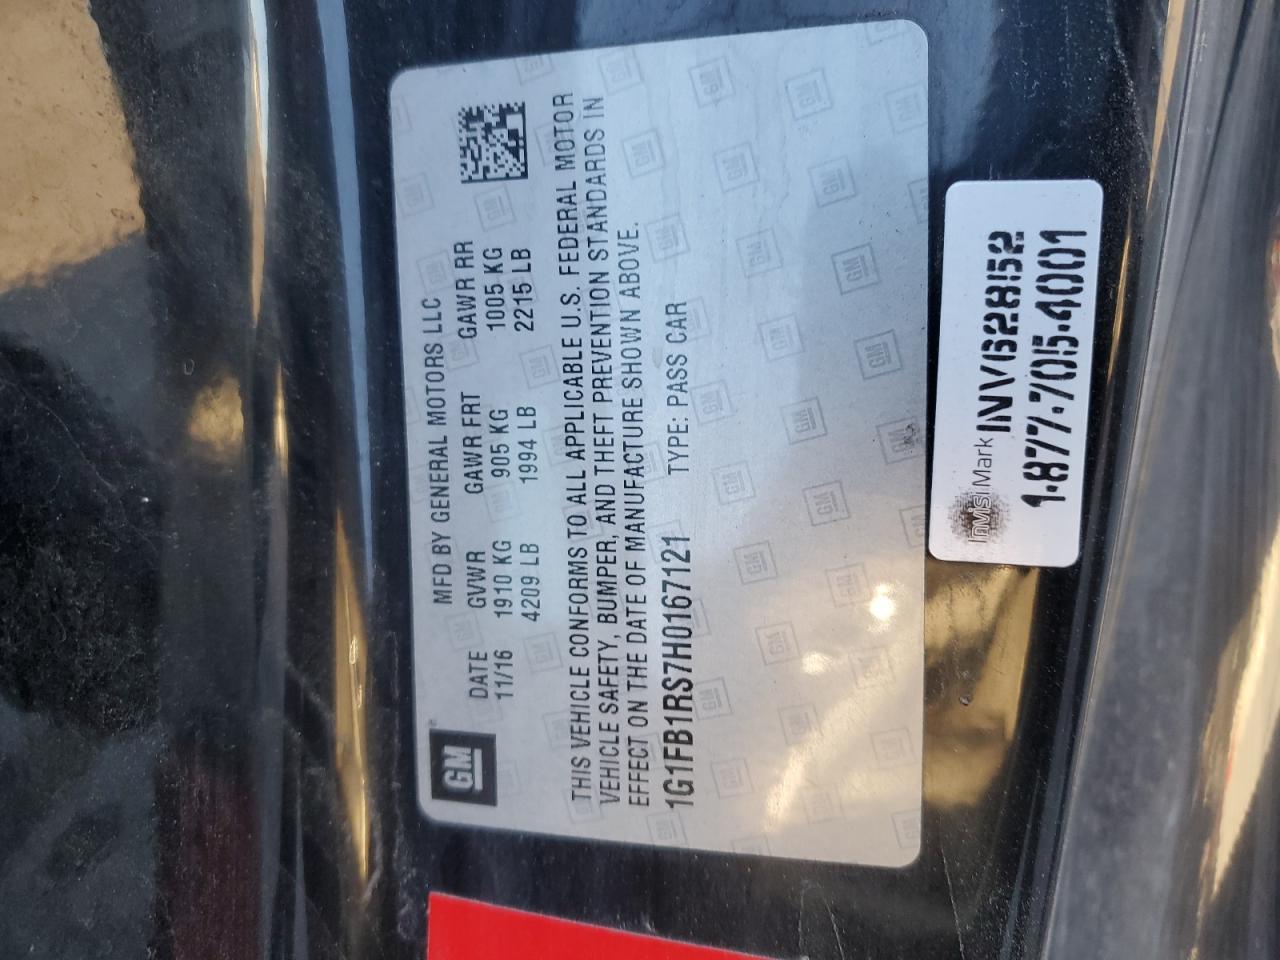 GM
MFD BY GENERAL MOTORS LLC
DATE GVWR GAWR FRT GAWR RR
11/16 1910 KG 905 KG 1005 KG
4209 LB 1994 LB 2215 LB
THIS VEHICLE CONFORMS TO ALL APPLICABLE U.S. FEDERAL MOTOR
VEHICLE SAFETY, BUMPER, AND THEFT PREVENTION STANDARDS IN
EFFECT ON THE DATE OF MANUFACTURE SHOWN ABOVE.
1G1FB1RS7H0167121 TYPE: PASS CAR
InvisiMark INV828152
1-877-705-4001